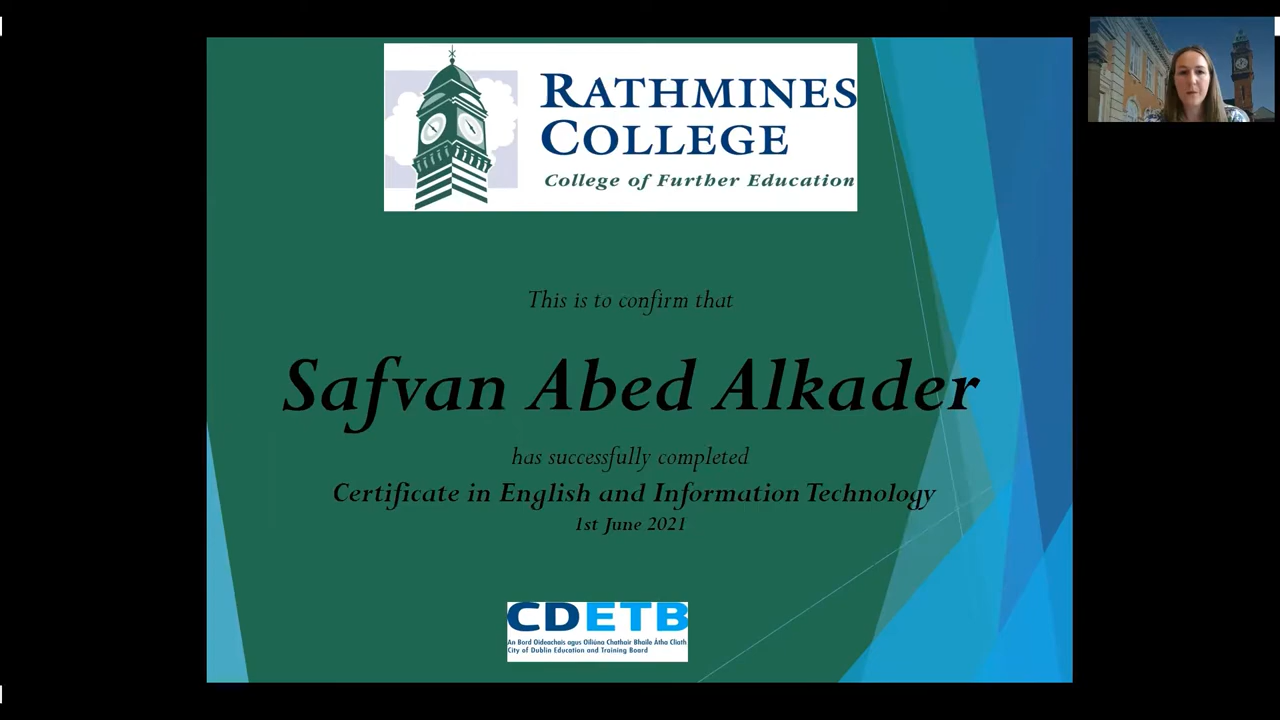 RATHMINES
COLLEGE
College of Further Education
This is to confirm that
Safvan Abed Alkader
has successfully completed
Certificate in English and Information Technology
1st June 2021
CDETB
An Bord Oideachais agus Oiliúna Chathair Bhaile Átha Cliath
City of Dublin Education and Training Board